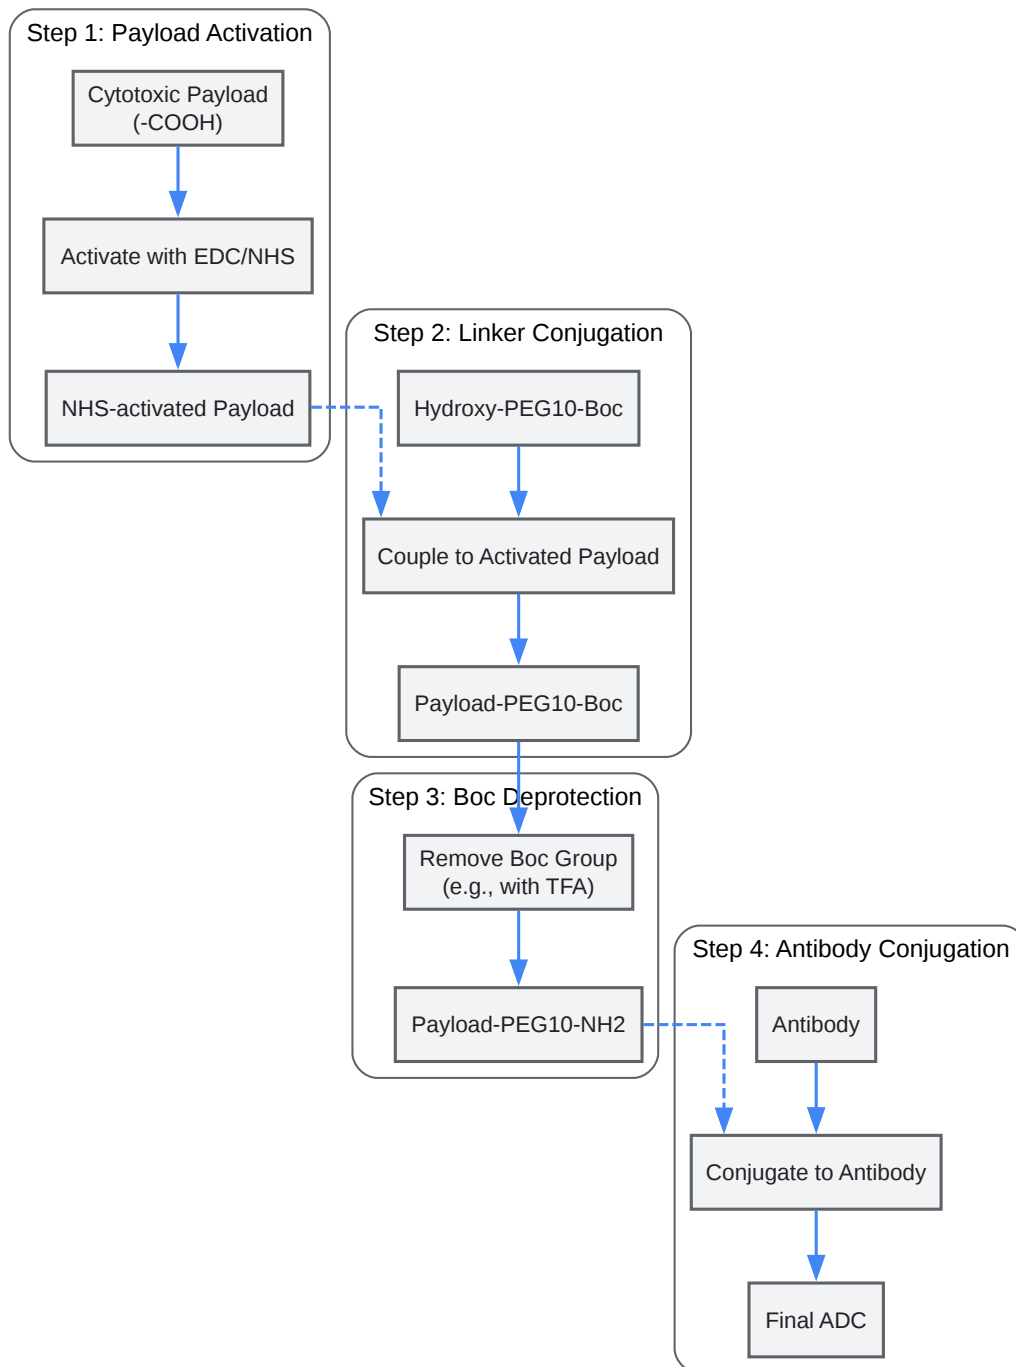 Step 1: Payload Activation
Cytotoxic Payload
(-COOH)
Activate with EDC/NHS
NHS-activated Payload
Step 2: Linker Conjugation
Hydroxy-PEG10-Boc
Couple to Activated Payload
Payload-PEG10-Boc
Step 3: Boc Deprotection
Remove Boc Group
(e.g., with TFA)
Payload-PEG10-NH2
Step 4: Antibody Conjugation
Antibody
Conjugate to Antibody
Final ADC